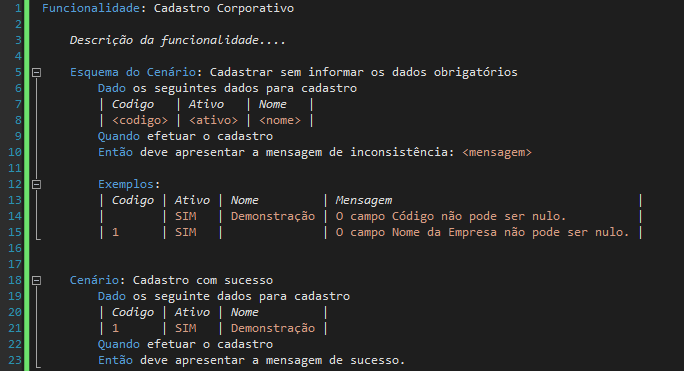 1 Funcionalidade: Cadastro Corporativo
2
3 Descrição da funcionalidade....
4
5 Esquema do Cenário: Cadastrar sem informar os dados obrigatórios
6 Dado os seguintes dados para cadastro
7 | Codigo | Ativo | Nome |
8 | <codigo> | <ativo> | <nome> |
9 Quando efetuar o cadastro
10 Então deve apresentar a mensagem de inconsistência: <mensagem>
11
12 Exemplos:
13 | Codigo | Ativo | Nome | Mensagem |
14 | | SIM | Demonstração | O campo Código não pode ser nulo. |
15 | 1 | SIM | | O campo Nome da Empresa não pode ser nulo. |
16
17
18 Cenário: Cadastro com sucesso
19 Dado os seguinte dados para cadastro
20 | Codigo | Ativo | Nome |
21 | 1 | SIM | Demonstração |
22 Quando efetuar o cadastro
23 Então deve apresentar a mensagem de sucesso.